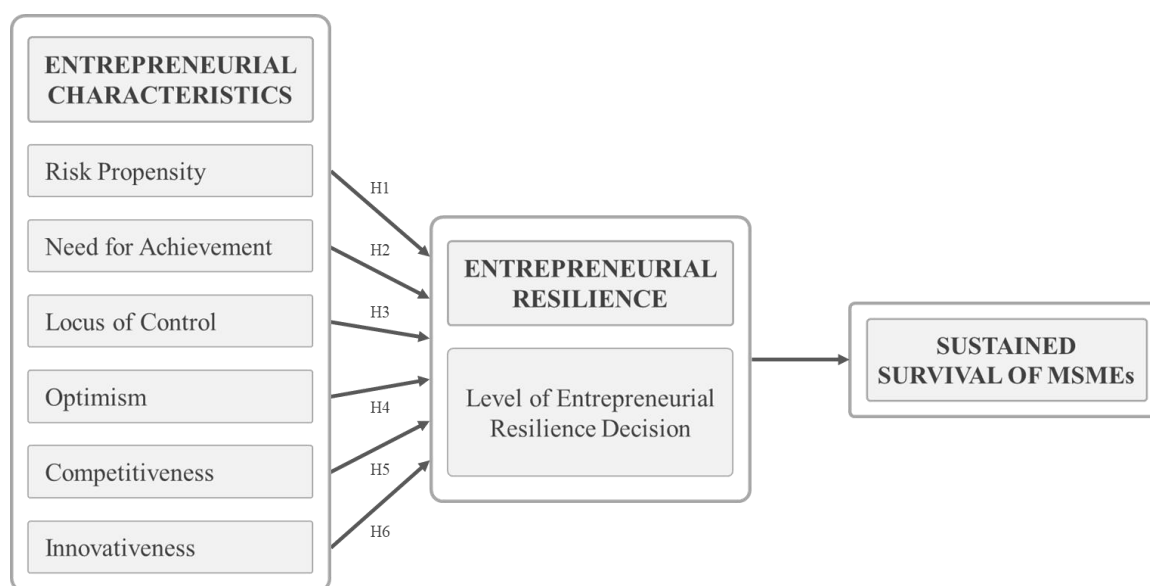 ENTREPRENEURIAL
CHARACTERISTICS
Risk Propensity
Need for Achievement
Locus of Control
Optimism
Competitiveness
Innovativeness
H1
H2
H3
H4
H5
H6
ENTREPRENEURIAL
RESILIENCE
Level of Entrepreneurial
Resilience Decision
SUSTAINED
SURVIVAL OF MSMEs